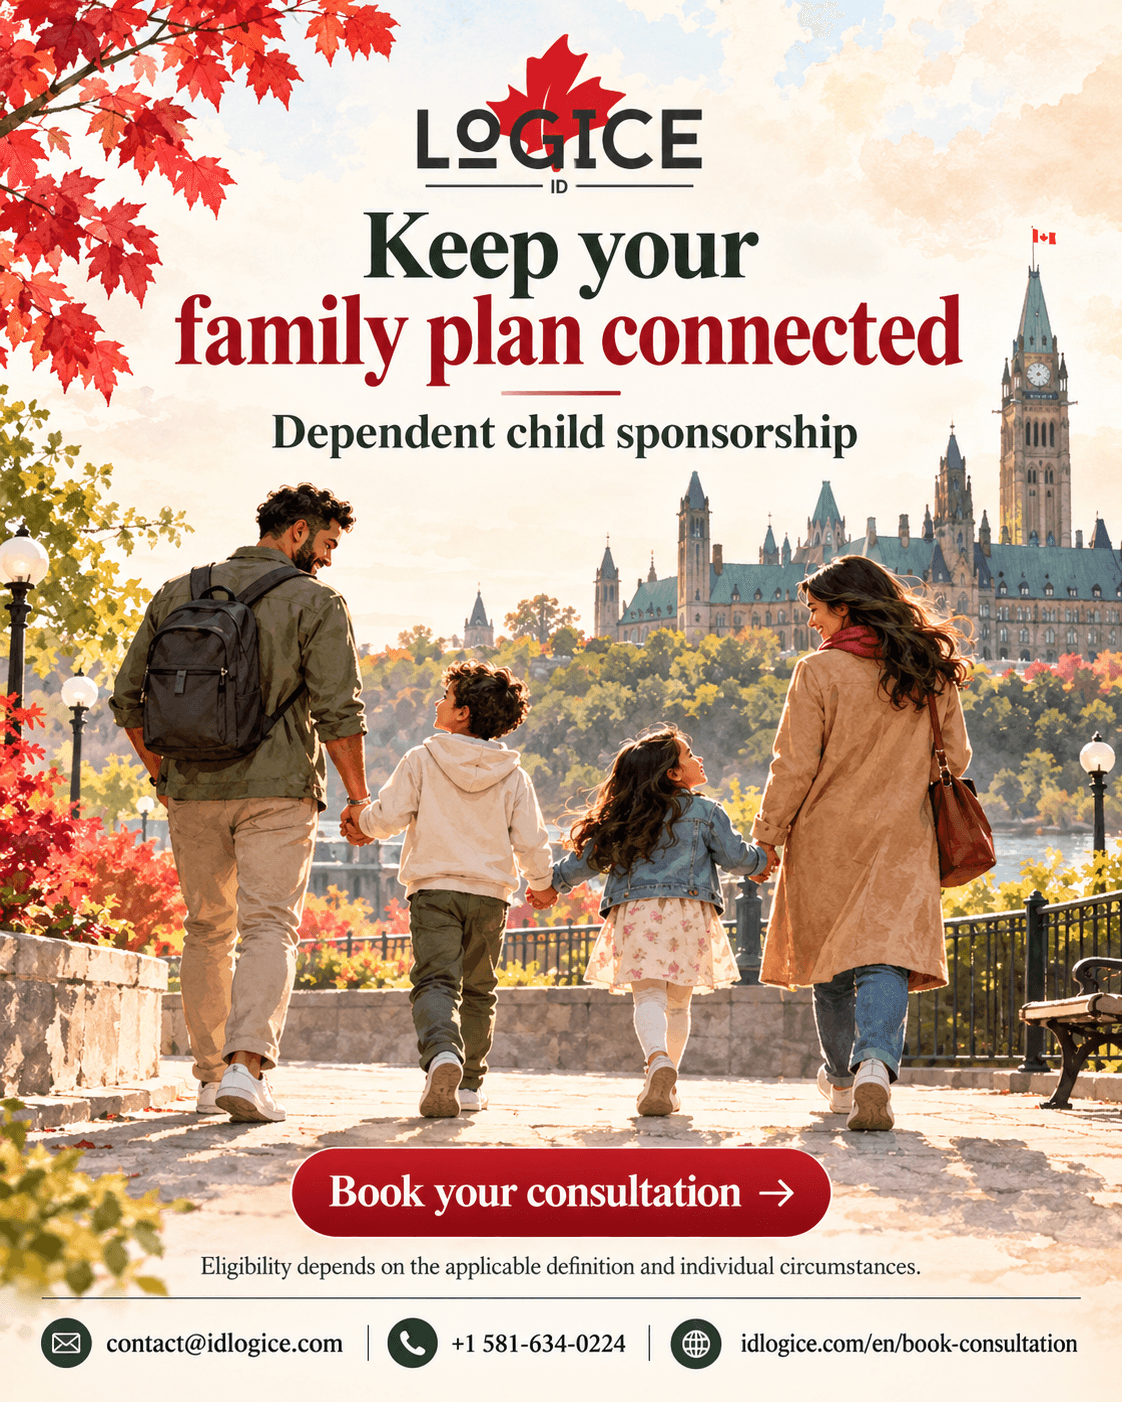 LOGICE
ID
Keep your
family plan connected
Dependent child sponsorship
Book your consultation →
Eligibility depends on the applicable definition and individual circumstances.
contact@idlogice.com
+1 581-634-0224
idlogice.com/en/book-consultation